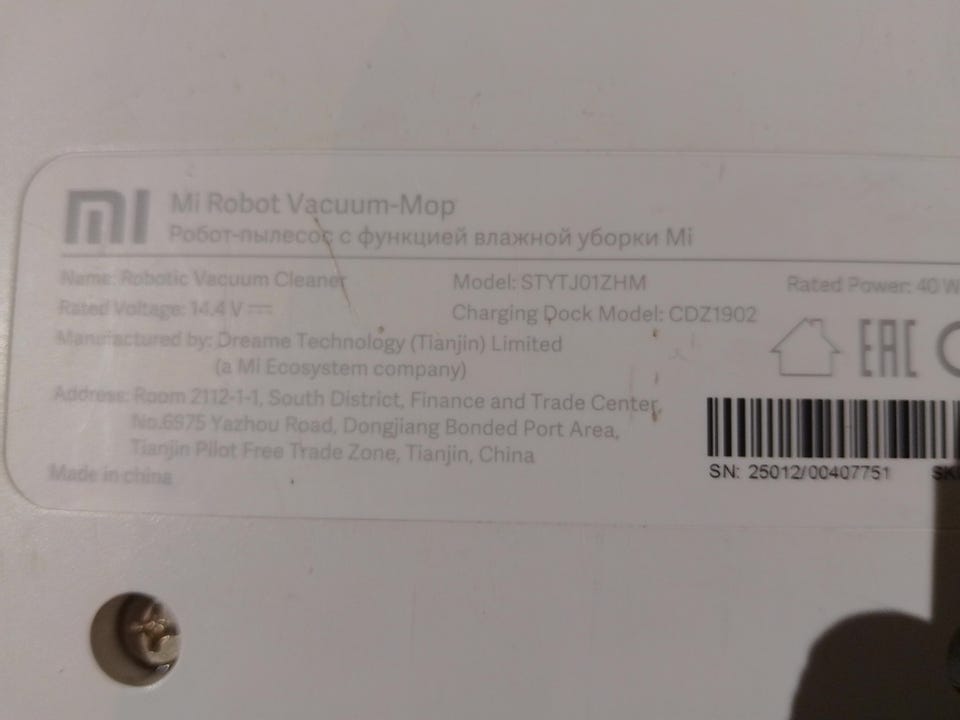 MI Mi Robot Vacuum-Mop
Робот-пылесос с функцией влажной уборки Mi
Name: Robotic Vacuum Cleaner Model: STYTJ01ZHM Rated Power: 40 W
Rated Voltage: 14.4 V Charging Dock Model: CDZ1902
Manufactured by: Dreame Technology (Tianjin) Limited
(a Mi Ecosystem company)
EAC
Address: Room 2112-1-1, South District, Finance and Trade Center,
No.6975 Yazhou Road, Dongjiang Bonded Port Area,
Tianjin Pilot Free Trade Zone, Tianjin, China
Made in china
SN: 25012/00407751